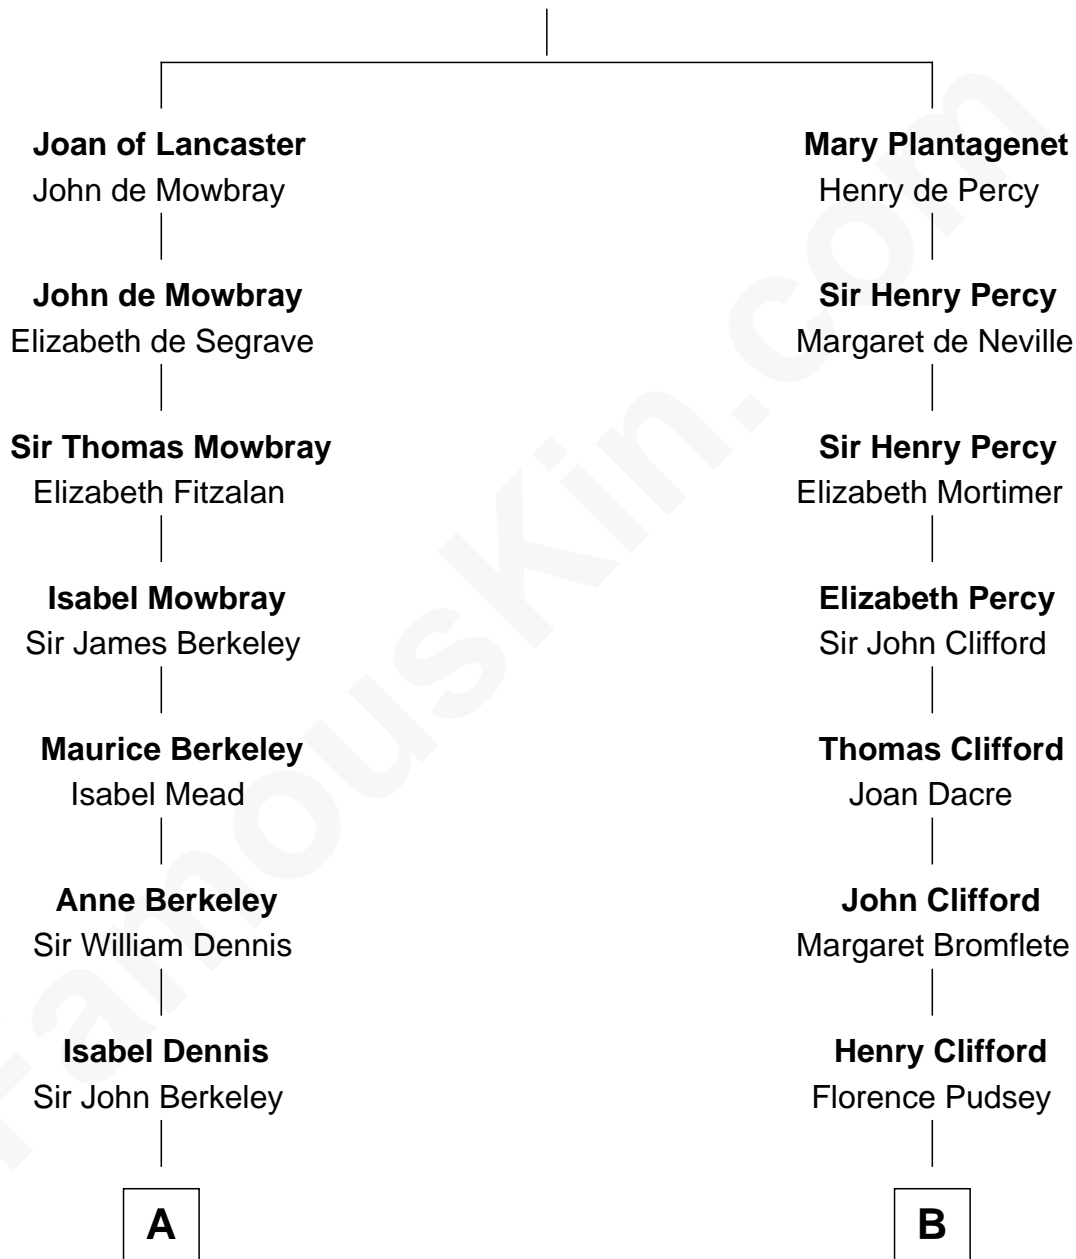 Joan of Lancaster
John de Mowbray
John de Mowbray
Elizabeth de Segrave
Sir Thomas Mowbray
Elizabeth Fitzalan
Isabel Mowbray
Sir James Berkeley
Maurice Berkeley
Isabel Mead
Anne Berkeley
Sir William Dennis
Isabel Dennis
Sir John Berkeley
A
Mary Plantagenet
Henry de Percy
Sir Henry Percy
Margaret de Neville
Sir Henry Percy
Elizabeth Mortimer
Elizabeth Percy
Sir John Clifford
Thomas Clifford
Joan Dacre
John Clifford
Margaret Bromflete
Henry Clifford
Florence Pudsey
B
FamousKin.com